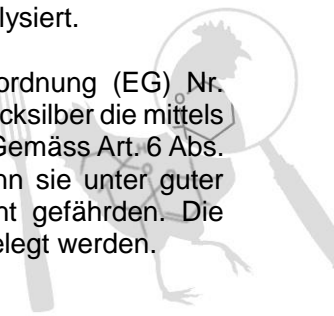 lysiert.
ordnung (EG) Nr.
cksilber die mittels
Gemäss Art. 6 Abs.
nn sie unter guter
nt gefährden. Die
elegt werden.